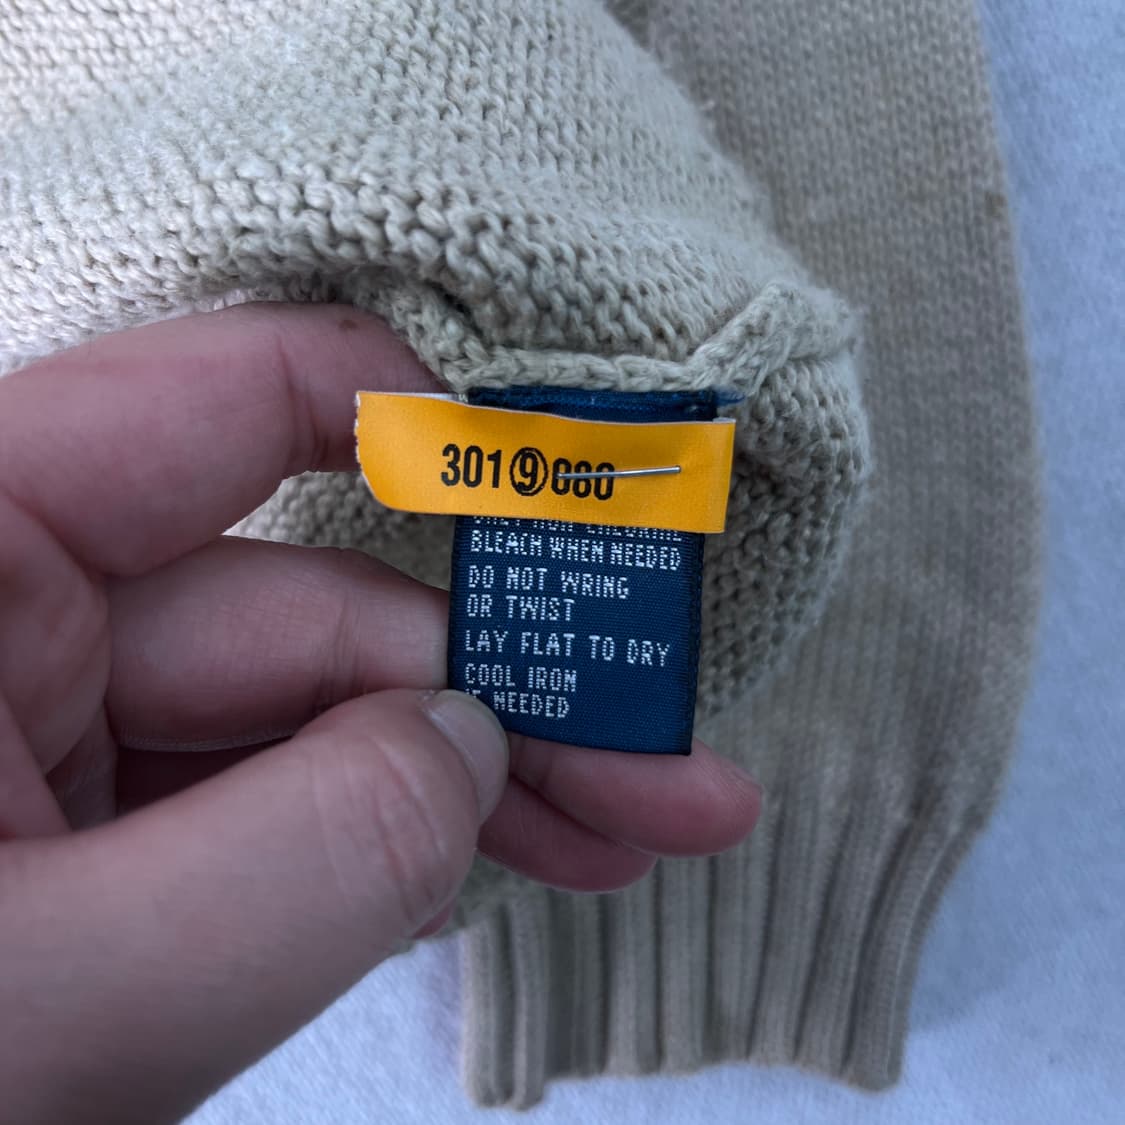 301⑨080
BLEACH WHEN NEEDED
DO NOT WRING
OR TWIST
LAY FLAT TO DRY
COOL IRON
NEEDED